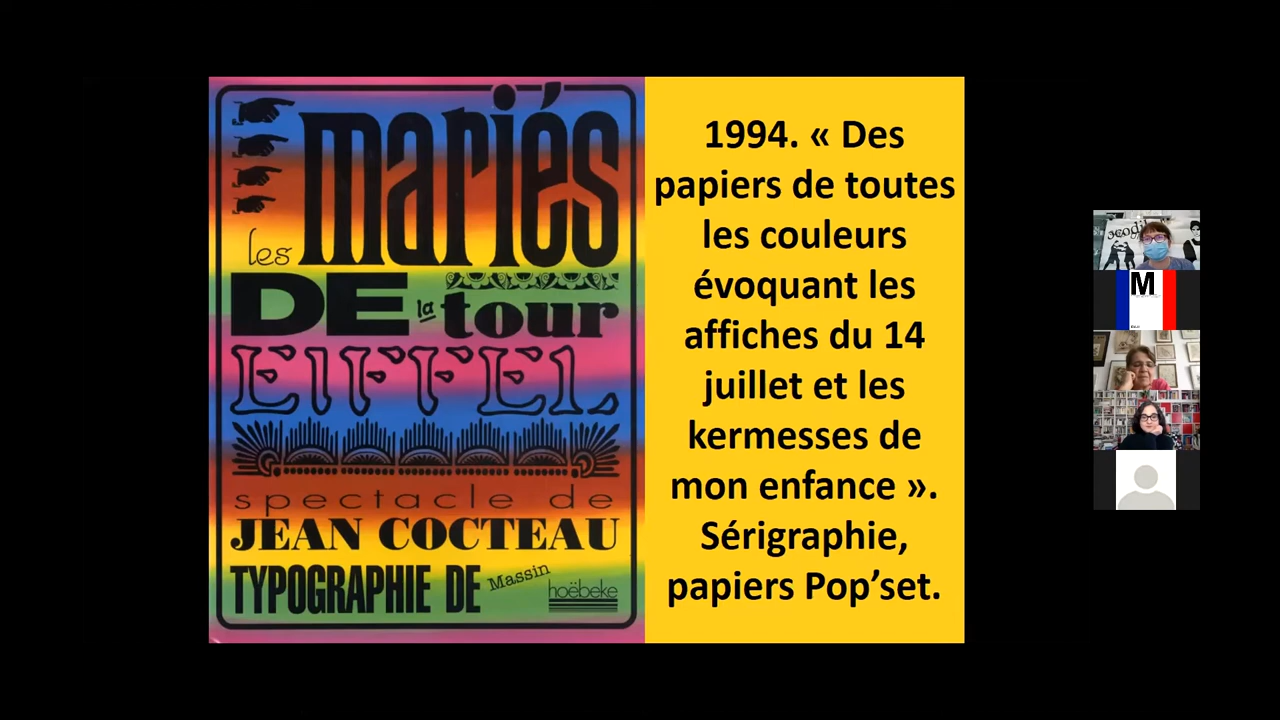 les mariés
DE la tour
EIFFEL
spectacle de
JEAN COCTEAU
TYPOGRAPHIE DE Massin
hoëbeke
1994. « Des
papiers de toutes
les couleurs
évoquant les
affiches du 14
juillet et les
kermesses de
mon enfance ».
Sérigraphie,
papiers Pop’set.
M